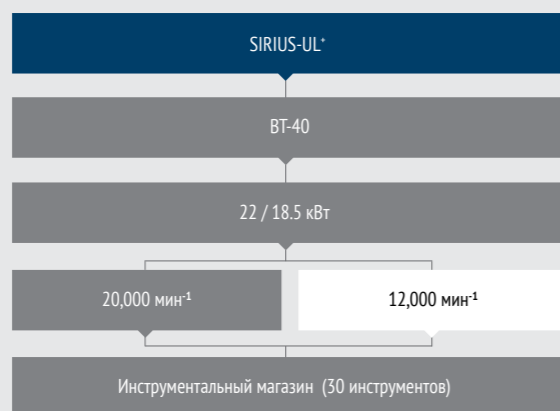 SIRIUS-UL⁺
BT-40
22 / 18.5 кВт
20,000 мин⁻¹
12,000 мин⁻¹
Инструментальный магазин (30 инструментов)